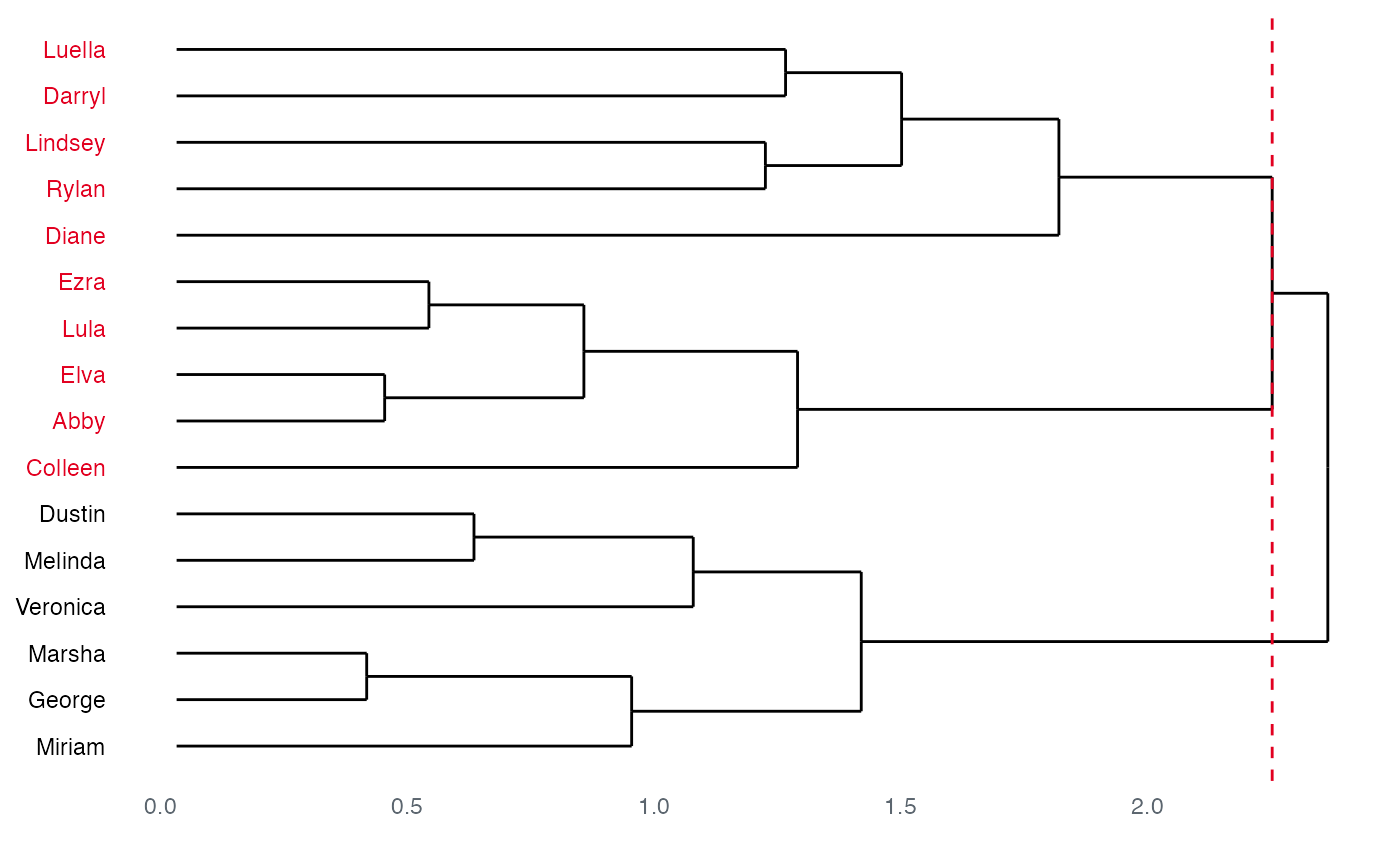 Luella
Darryl
Lindsey
Rylan
Diane
Ezra
Lula
Elva
Abby
Colleen
Dustin
Melinda
Veronica
Marsha
George
Miriam
0.0 0.5 1.0 1.5 2.0